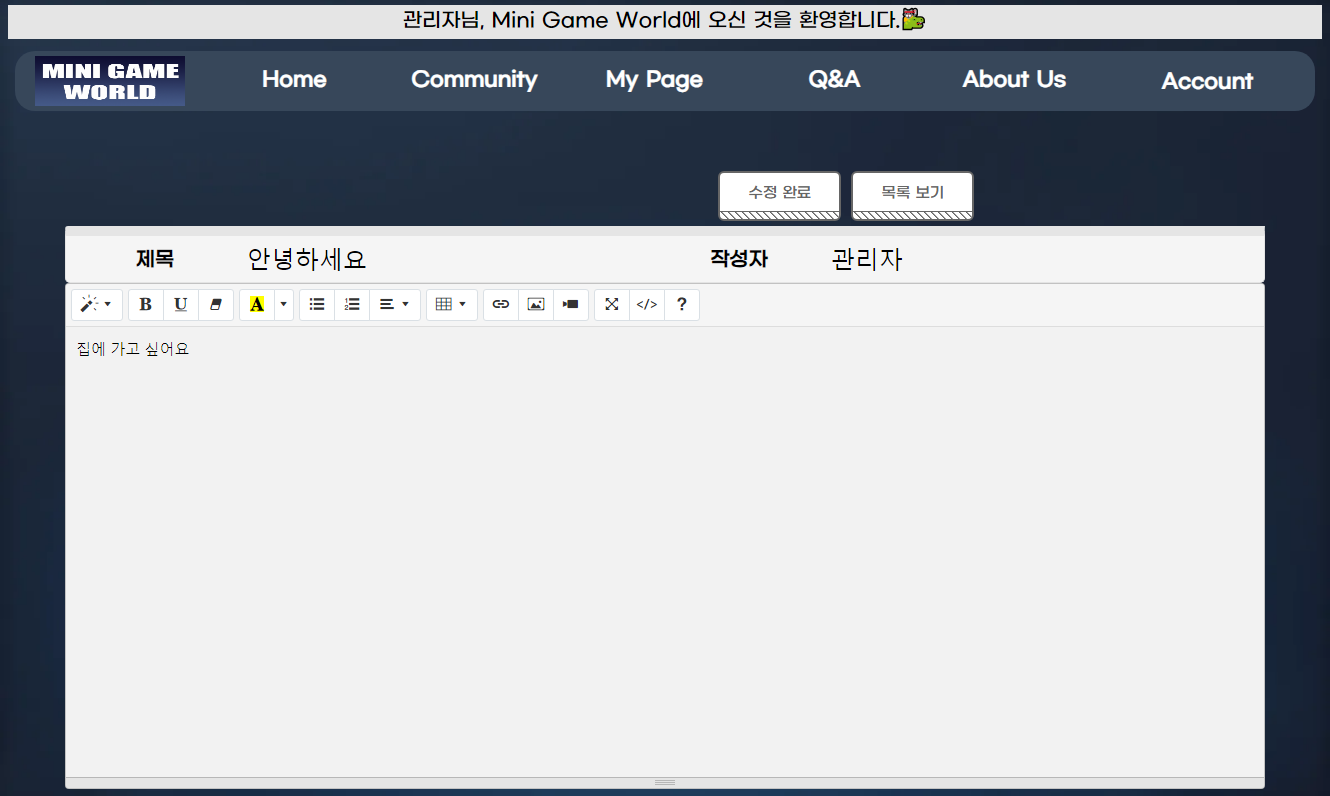 관리자님, Mini Game World에 오신 것을 환영합니다.
MINI GAME
WORLD
Home Community My Page Q&A About Us Account
수정 완료 목록 보기
제목 안녕하세요 작성자 관리자
B U A </> ?
집에 가고 싶어요